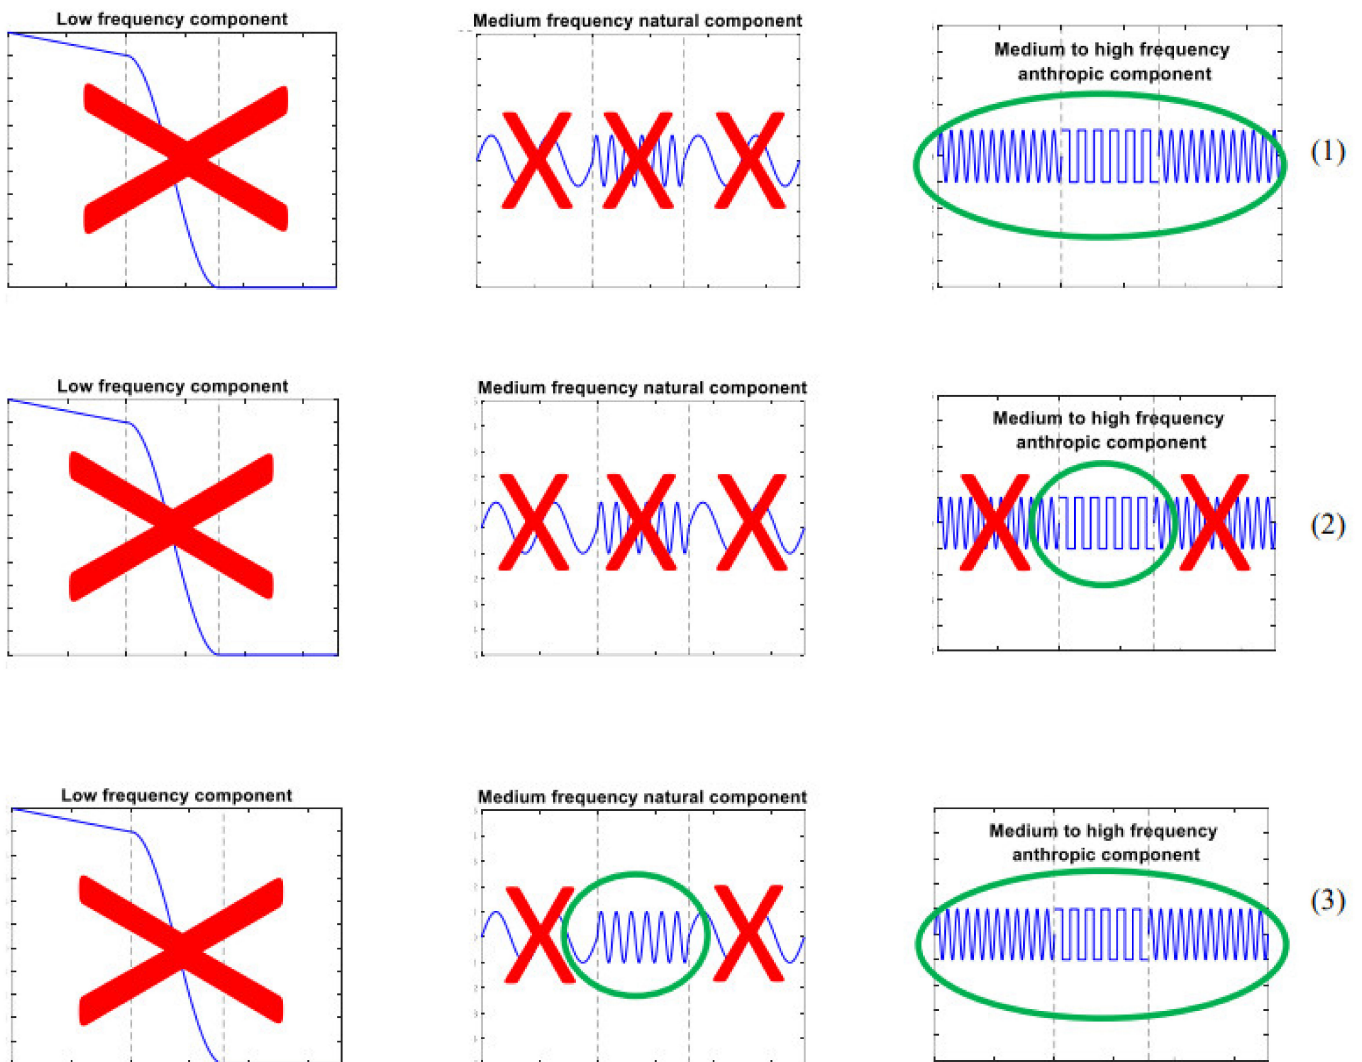 Low frequency component
Medium frequency natural component
Medium to high frequency
anthropic component
(1)
Low frequency component
Medium frequency natural component
Medium to high frequency
anthropic component
(2)
Low frequency component
Medium frequency natural component
Medium to high frequency
anthropic component
(3)